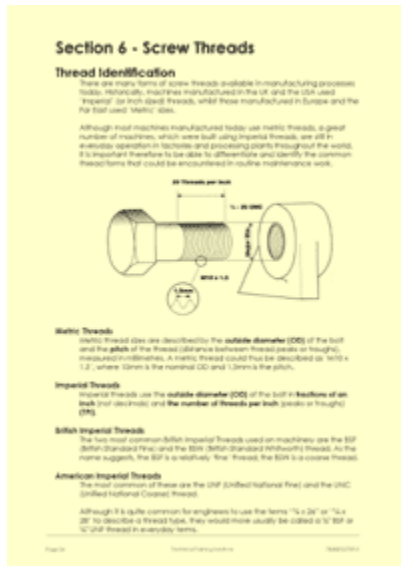 Section 6 - Screw Threads
Thread Identification
There are many forms of screw threads available in manufacturing processes
today. Historically, machines manufactured in the UK and the USA used
'Imperial' (or inch sized) threads, whilst those manufactured in Europe and the
Far East used 'Metric' sizes.
Although most machines manufactured today use metric threads, a great
number of machines, which were built using imperial threads, are still in
everyday operation in factories and processing plants throughout the world.
It is important therefore to be able to differentiate and identify the common
thread forms that could be encountered in routine maintenance work.
Threads per inch
Major Dia
M10 x 1.5
1.5mm
Metric Threads
Metric thread sizes are described by the outside diameter (OD) of the bolt
and the pitch of the thread (distance between thread peaks or troughs),
measured in millimetres. A metric thread could thus be described as 'M10 x
1.5', where 10mm is the nominal OD and 1.5mm is the pitch.
Imperial Threads
Imperial threads use the outside diameter (OD) of the bolt in fractions of an
inch (not decimals) and the number of threads per inch (peaks or troughs)
(TPI).
British Imperial Threads
The two most common British Imperial Threads used on machinery are the BSF
(British Standard Fine) and the BSW (British Standard Whitworth) thread. As the
name suggests, the BSF is a relatively 'fine' thread; the BSW is a coarse thread.
American Imperial Threads
The most common of these are the UNF (Unified National Fine) and the UNC
(Unified National Coarse) thread.
Although it is quite common for engineers to use the terms "¼ x 26" or "¼ x
28" to describe a thread type, they would more usually be called a ¼" BSF or
¼" UNF thread in everyday terms.
Technical Training Solutions